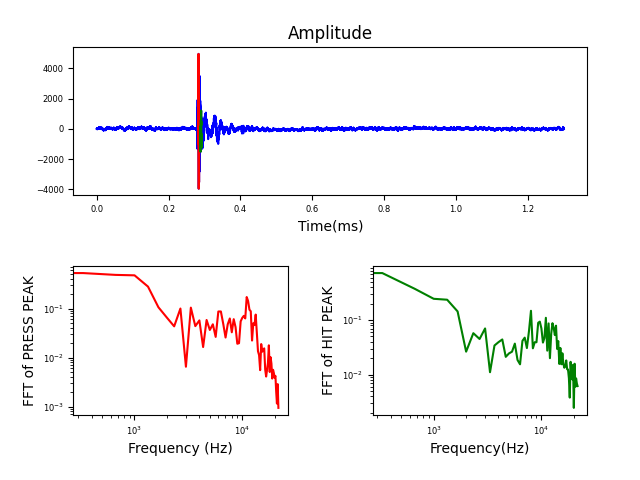 Amplitude
4000
2000
0
−2000
−4000
0.0 0.2 0.4 0.6 0.8 1.0 1.2
Time(ms)
FFT of PRESS PEAK
10⁻¹
10⁻²
10⁻³
10³ 10⁴
Frequency (Hz)
FFT of HIT PEAK
10⁻¹
10⁻²
10³ 10⁴
Frequency(Hz)